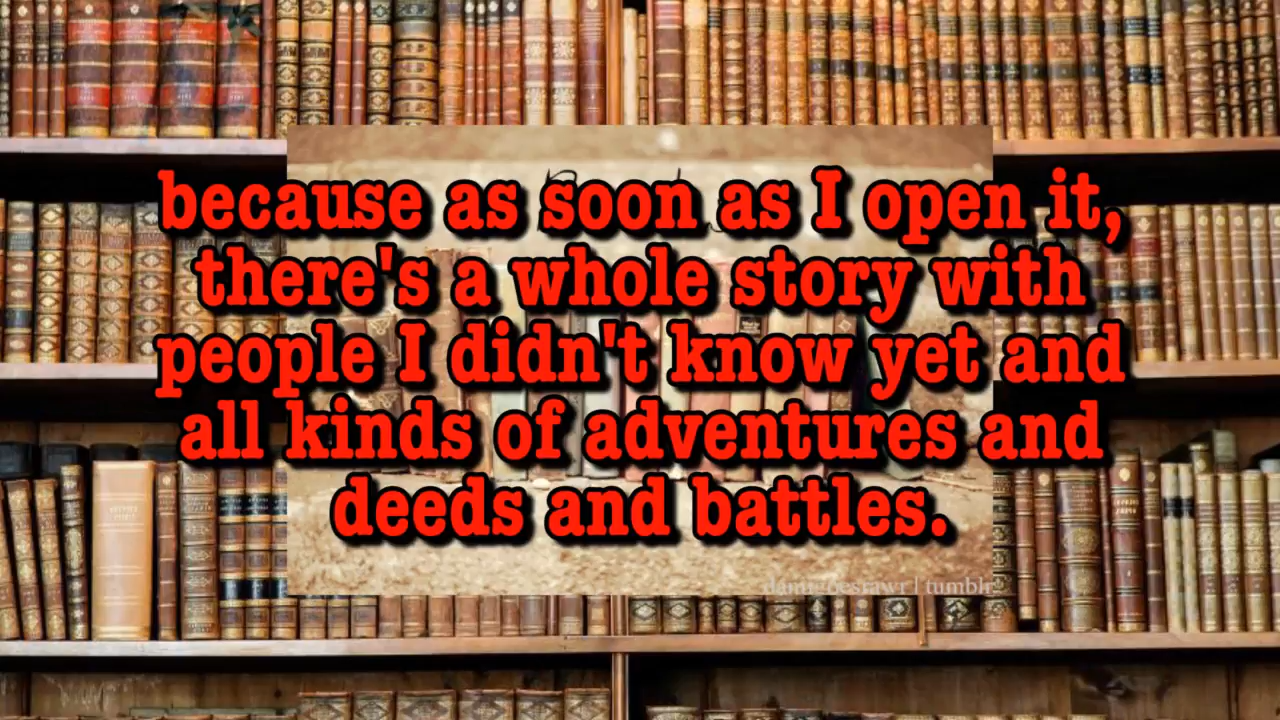 because as soon as I open it,
there's a whole story with
people I didn't know yet and
all kinds of adventures and
deeds and battles.
| tumblr